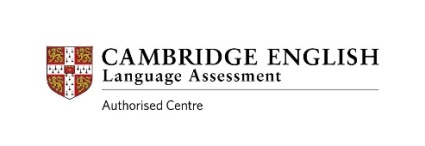 CAMBRIDGE ENGLISH
Language Assessment
Authorised Centre